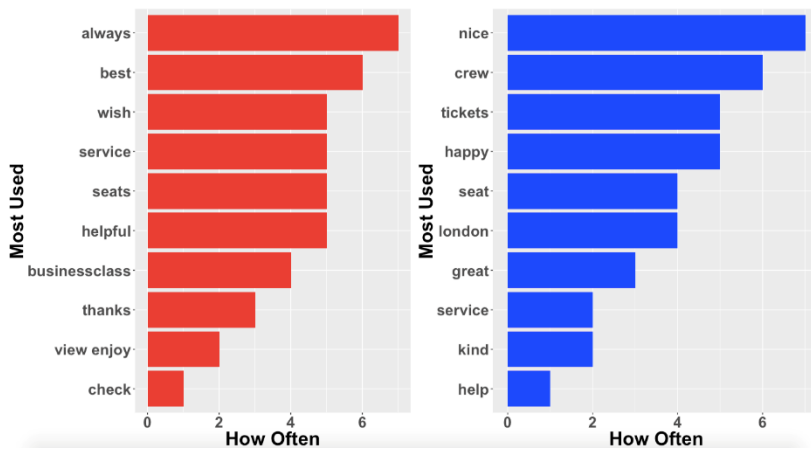 Most Used
always
best
wish
service
seats
helpful
businessclass
thanks
view enjoy
check
0 2 4 6
How Often
Most Used
nice
crew
tickets
happy
seat
london
great
service
kind
help
0 2 4 6
How Often